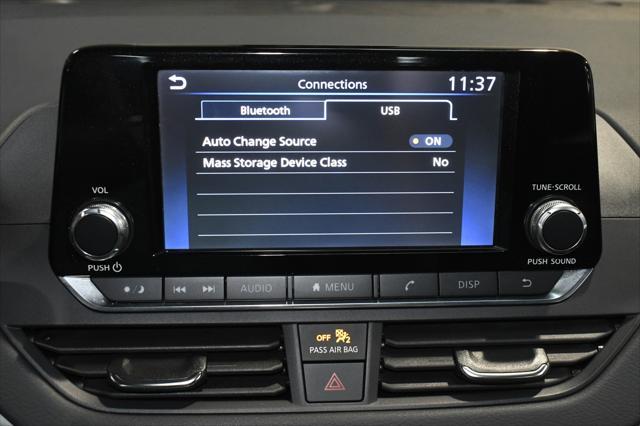 Connections 11:37
Bluetooth USB
Auto Change Source ON
Mass Storage Device Class No
VOL
TUNE·SCROLL
PUSH
PUSH SOUND
AUDIO MENU DISP
OFF 2
PASS AIR BAG